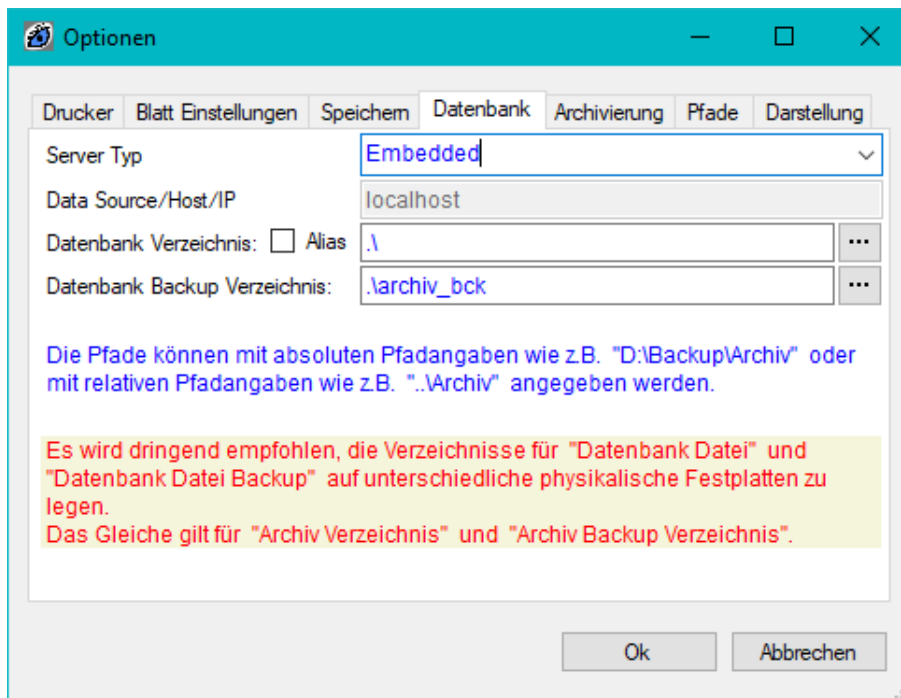 Optionen
Drucker Blatt Einstellungen Speichern Datenbank Archivierung Pfade Darstellung
Server Typ Embedded
Data Source/Host/IP localhost
Datenbank Verzeichnis: Alias .\ ...
Datenbank Backup Verzeichnis: .\archiv_bck ...
Die Pfade können mit absoluten Pfadangaben wie z.B. "D:\Backup\Archiv" oder
mit relativen Pfadangaben wie z.B. "..\Archiv" angegeben werden.
Es wird dringend empfohlen, die Verzeichnisse für "Datenbank Datei" und
"Datenbank Datei Backup" auf unterschiedliche physikalische Festplatten zu
legen.
Das Gleiche gilt für "Archiv Verzeichnis" und "Archiv Backup Verzeichnis".
Ok Abbrechen